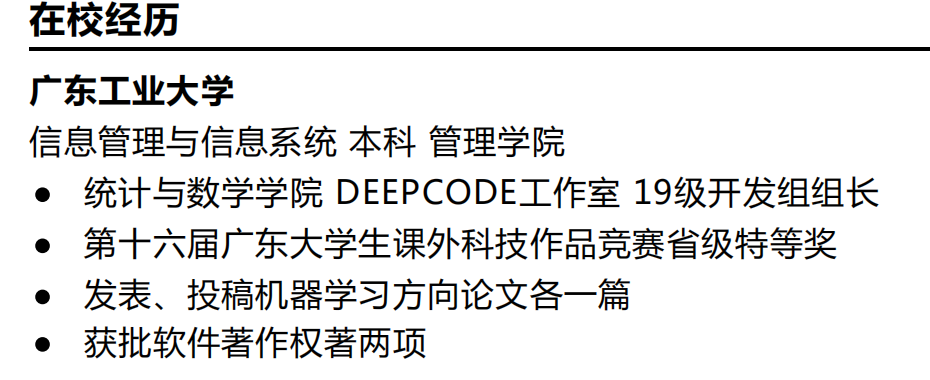 在校经历
广东工业大学
信息管理与信息系统 本科 管理学院
● 统计与数学学院 DEEPCODE工作室 19级开发组组长
● 第十六届广东大学生课外科技作品竞赛省级特等奖
● 发表、投稿机器学习方向论文各一篇
● 获批软件著作权著两项